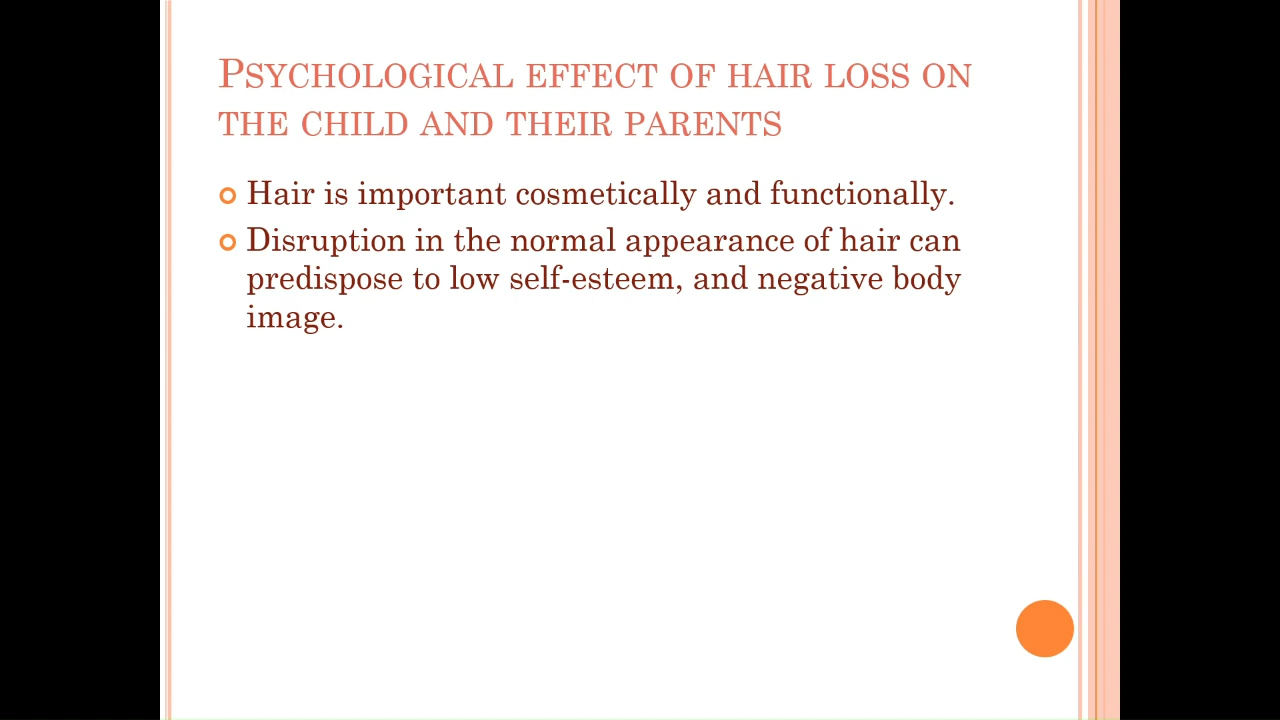 PSYCHOLOGICAL EFFECT OF HAIR LOSS ON
THE CHILD AND THEIR PARENTS
Hair is important cosmetically and functionally.
Disruption in the normal appearance of hair can
predispose to low self-esteem, and negative body
image.